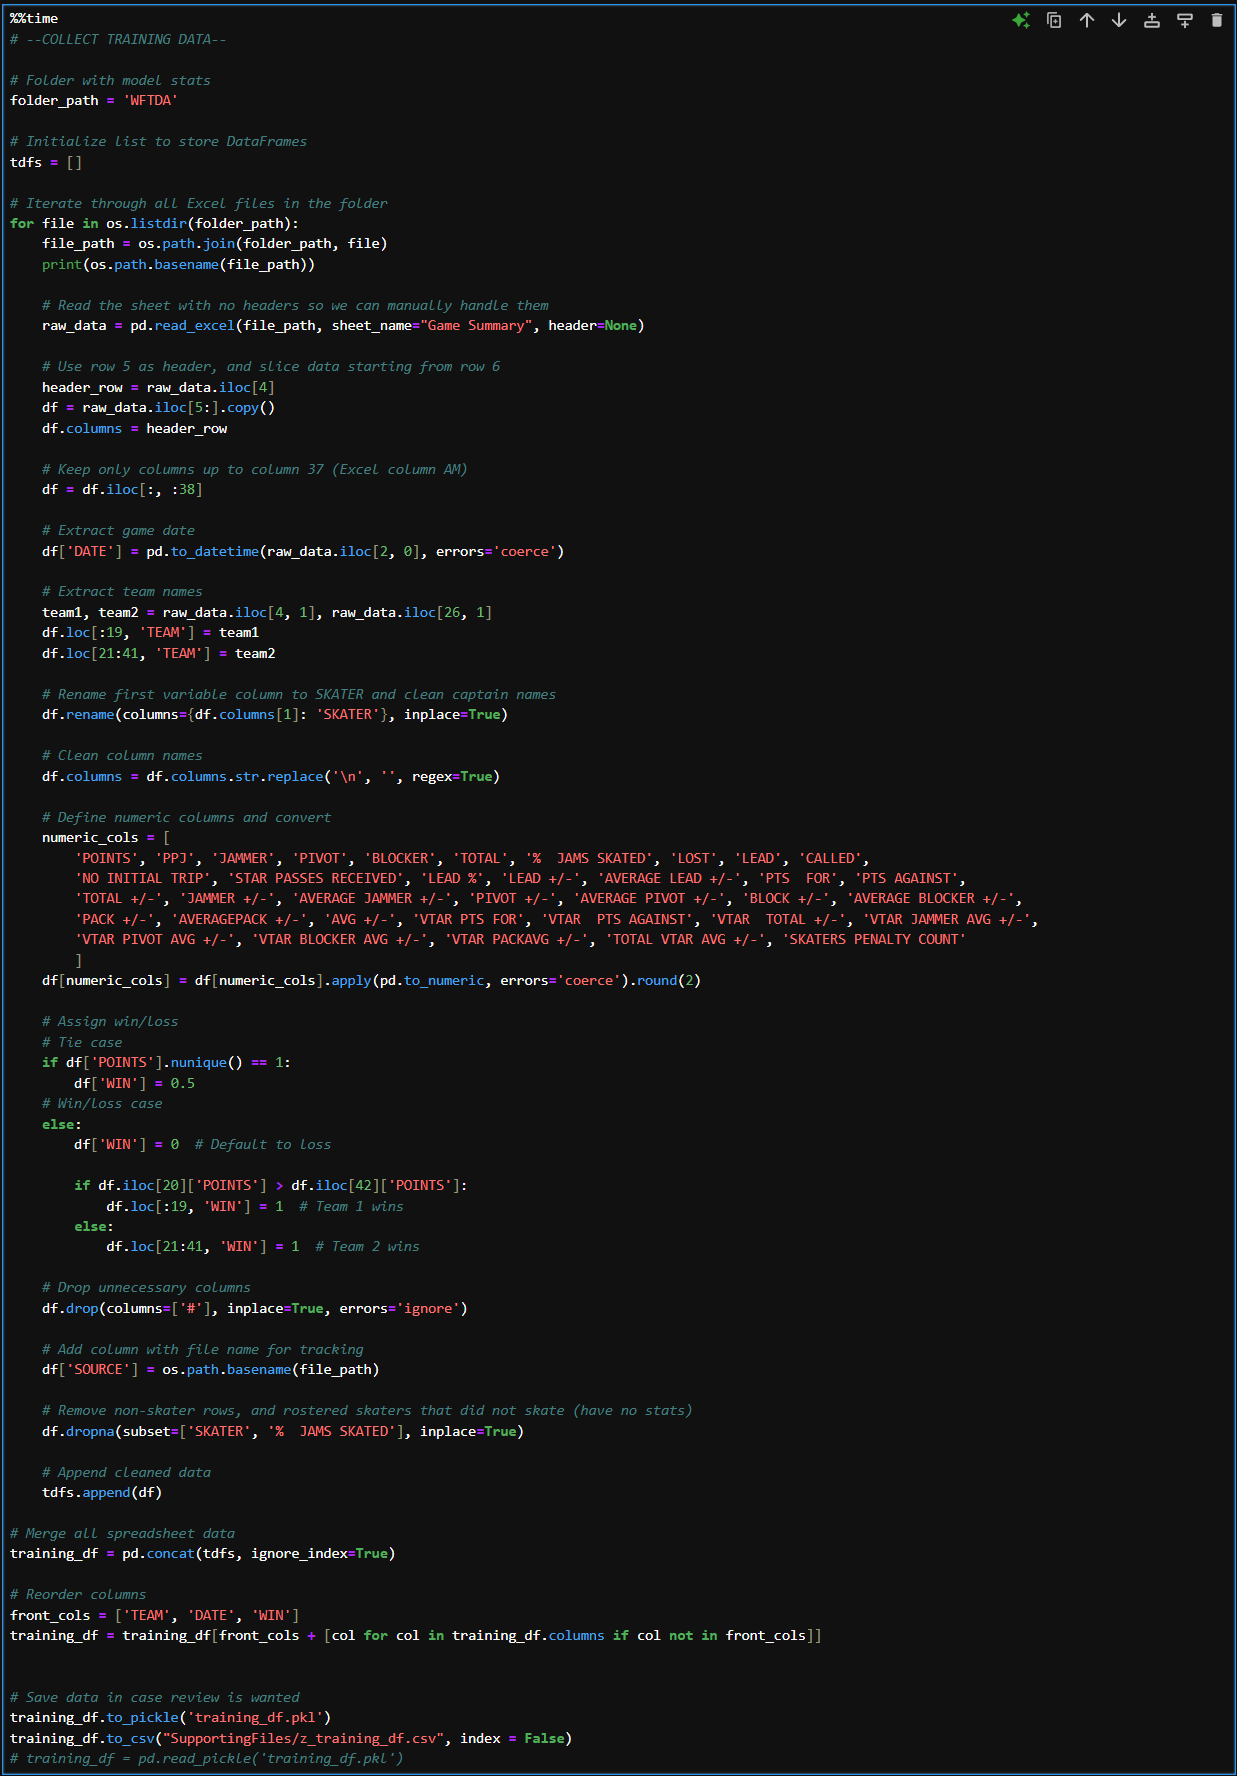 %%time
# --COLLECT TRAINING DATA--

# Folder with model stats
folder_path = 'WFTDA'

# Initialize list to store DataFrames
tdfs = []

# Iterate through all Excel files in the folder
for file in os.listdir(folder_path):
    file_path = os.path.join(folder_path, file)
    print(os.path.basename(file_path))

    # Read the sheet with no headers so we can manually handle them
    raw_data = pd.read_excel(file_path, sheet_name="Game Summary", header=None)

    # Use row 5 as header, and slice data starting from row 6
    header_row = raw_data.iloc[4]
    df = raw_data.iloc[5:].copy()
    df.columns = header_row

    # Keep only columns up to column 37 (Excel column AM)
    df = df.iloc[:, :38]

    # Extract game date
    df['DATE'] = pd.to_datetime(raw_data.iloc[2, 0], errors='coerce')

    # Extract team names
    team1, team2 = raw_data.iloc[4, 1], raw_data.iloc[26, 1]
    df.loc[:19, 'TEAM'] = team1
    df.loc[21:41, 'TEAM'] = team2

    # Rename first variable column to SKATER and clean captain names
    df.rename(columns={df.columns[1]: 'SKATER'}, inplace=True)

    # Clean column names
    df.columns = df.columns.str.replace('\n', '', regex=True)

    # Define numeric columns and convert
    numeric_cols = [
        'POINTS', 'PPJ', 'JAMMER', 'PIVOT', 'BLOCKER', 'TOTAL', '%  JAMS SKATED', 'LOST', 'LEAD', 'CALLED',
        'NO INITIAL TRIP', 'STAR PASSES RECEIVED', 'LEAD %', 'LEAD +/-', 'AVERAGE LEAD +/-', 'PTS  FOR', 'PTS AGAINST',
        'TOTAL +/-', 'JAMMER +/-', 'AVERAGE JAMMER +/-', 'PIVOT +/-', 'AVERAGE PIVOT +/-', 'BLOCK +/-', 'AVERAGE BLOCKER +/-',
        'PACK +/-', 'AVERAGEPACK +/-', 'AVG +/-', 'VTAR PTS FOR', 'VTAR  PTS AGAINST', 'VTAR  TOTAL +/-', 'VTAR JAMMER AVG +/-',
        'VTAR PIVOT AVG +/-', 'VTAR BLOCKER AVG +/-', 'VTAR PACKAVG +/-', 'TOTAL VTAR AVG +/-', 'SKATERS PENALTY COUNT'
        ]
    df[numeric_cols] = df[numeric_cols].apply(pd.to_numeric, errors='coerce').round(2)

    # Assign win/loss
    # Tie case
    if df['POINTS'].nunique() == 1:
        df['WIN'] = 0.5
    # Win/loss case
    else:
        df['WIN'] = 0  # Default to loss

        if df.iloc[20]['POINTS'] > df.iloc[42]['POINTS']:
            df.loc[:19, 'WIN'] = 1  # Team 1 wins
        else:
            df.loc[21:41, 'WIN'] = 1  # Team 2 wins

    # Drop unnecessary columns
    df.drop(columns=['#'], inplace=True, errors='ignore')

    # Add column with file name for tracking
    df['SOURCE'] = os.path.basename(file_path)

    # Remove non-skater rows, and rostered skaters that did not skate (have no stats)
    df.dropna(subset=['SKATER', '%  JAMS SKATED'], inplace=True)

    # Append cleaned data
    tdfs.append(df)

# Merge all spreadsheet data
training_df = pd.concat(tdfs, ignore_index=True)

# Reorder columns
front_cols = ['TEAM', 'DATE', 'WIN']
training_df = training_df[front_cols + [col for col in training_df.columns if col not in front_cols]]


# Save data in case review is wanted
training_df.to_pickle('training_df.pkl')
training_df.to_csv("SupportingFiles/z_training_df.csv", index = False)
# training_df = pd.read_pickle('training_df.pkl')